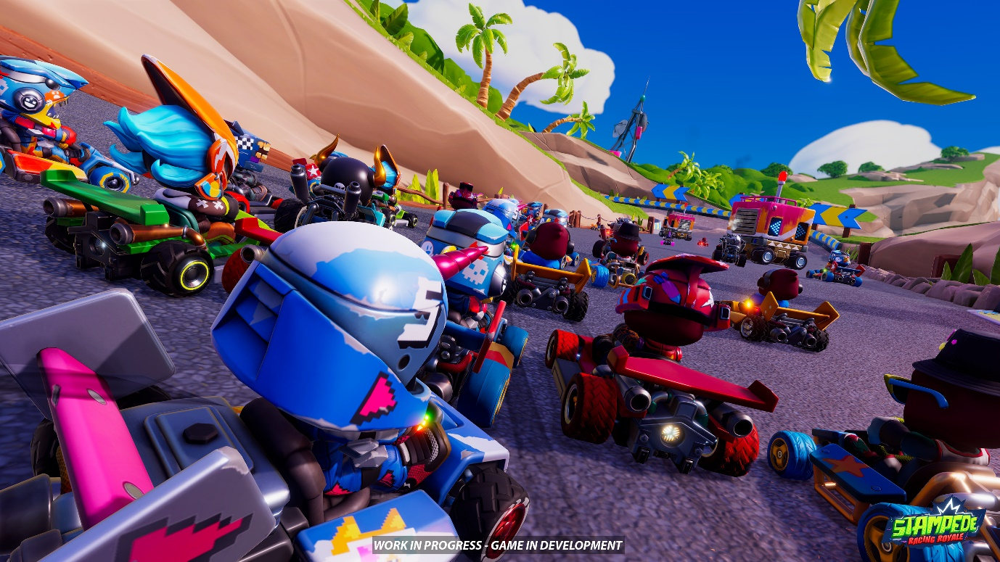 WORK IN PROGRESS - GAME IN DEVELOPMENT
STAMPEDE
RACING ROYALE